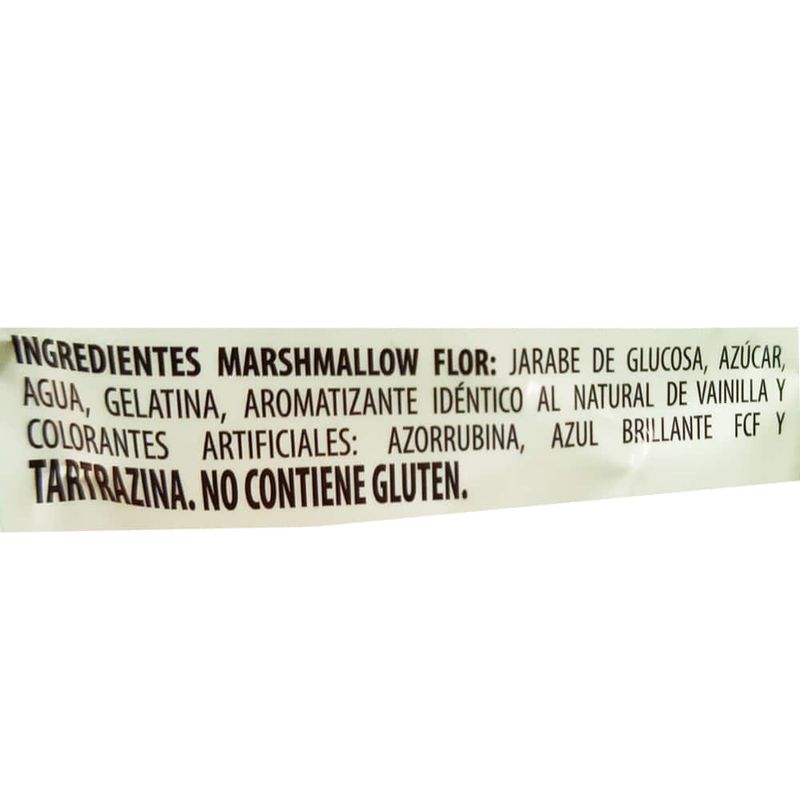 INGREDIENTES MARSHMALLOW FLOR: JARABE DE GLUCOSA, AZÚCAR,
AGUA, GELATINA, AROMATIZANTE IDÉNTICO AL NATURAL DE VAINILLA Y
COLORANTES ARTIFICIALES: AZORRUBINA, AZUL BRILLANTE FCF Y
TARTRAZINA. NO CONTIENE GLUTEN.